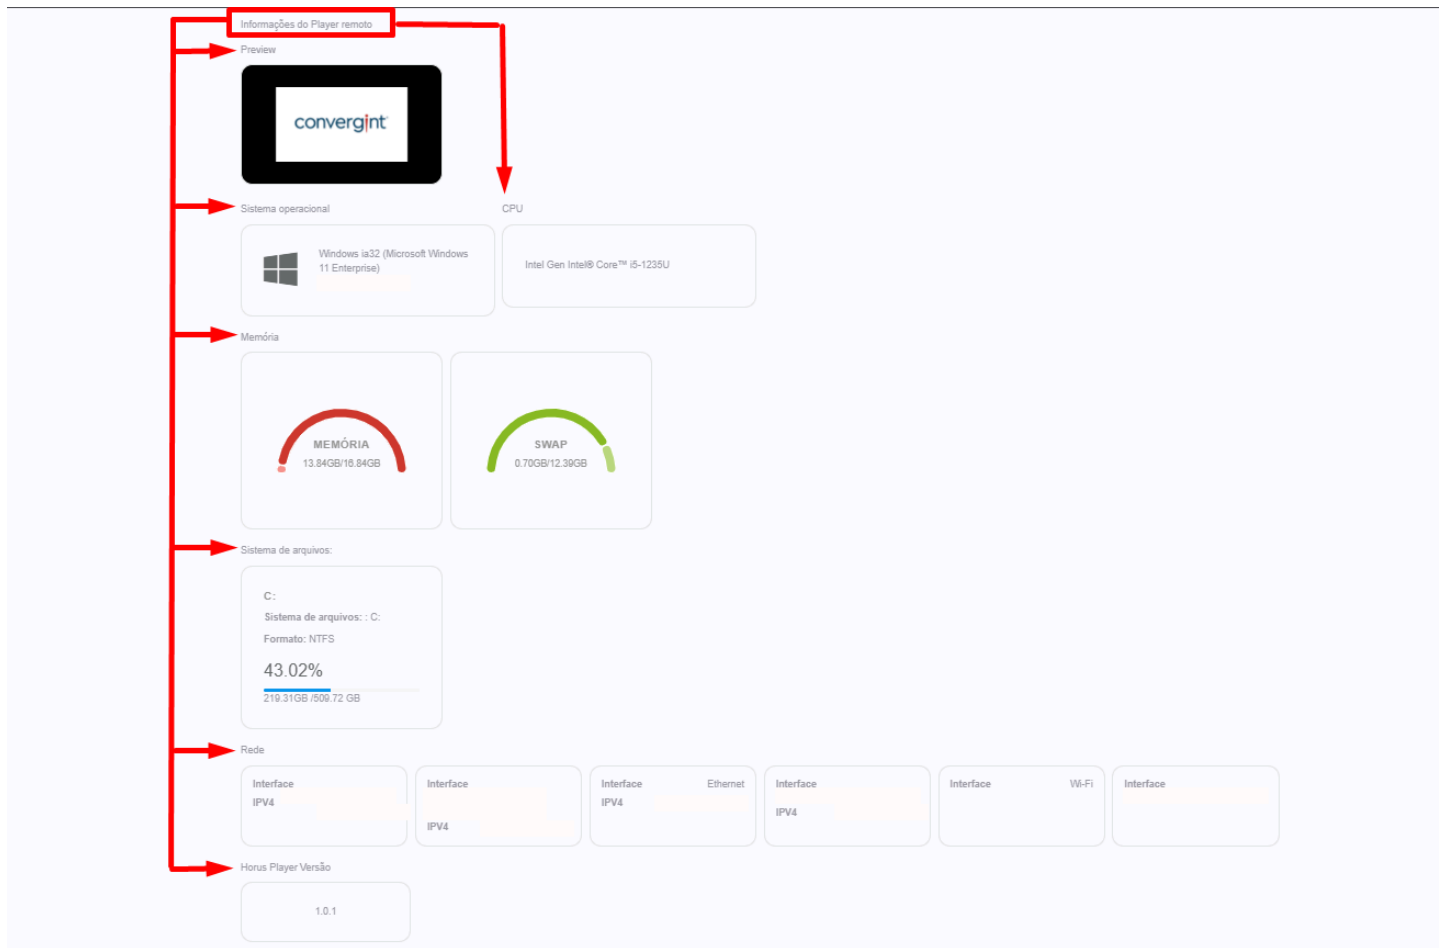 Informações do Player remoto
Preview
convergint
Sistema operacional
CPU
Windows ia32 (Microsoft Windows
11 Enterprise)
Intel Gen Intel® Core™ i5-1235U
Memória
MEMÓRIA
13.84GB/16.84GB
SWAP
0.70GB/12.39GB
Sistema de arquivos:
C:
Sistema de arquivos: : C:
Formato: NTFS
43.02%
219.31GB /509.72 GB
Rede
Interface
IPV4
Interface
IPV4
Interface Ethernet
IPV4
Interface
IPV4
Interface Wi-Fi
Interface
Horus Player Versão
1.0.1